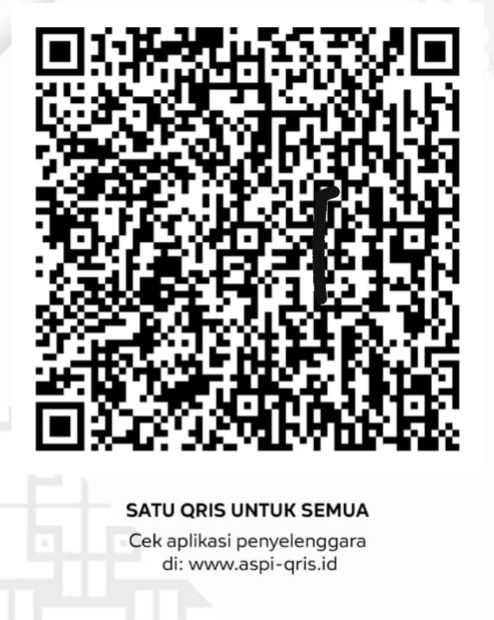 SATU QRIS UNTUK SEMUA
Cek aplikasi penyelenggara
di: www.aspi-qris.id